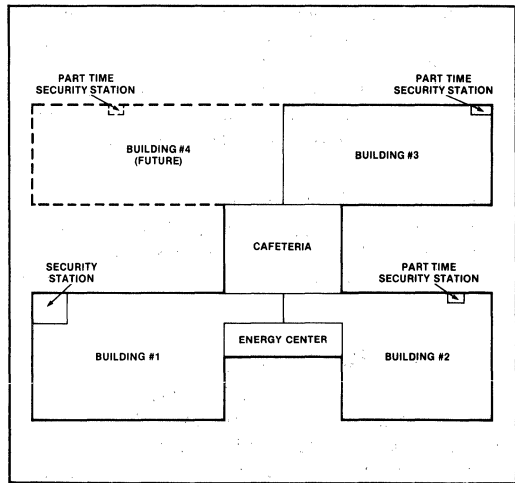 PART TIME
SECURITY STATION
PART TIME
SECURITY STATION
BUILDING #4
(FUTURE)
BUILDING #3
CAFETERIA
SECURITY
STATION
PART TIME
SECURITY STATION
ENERGY CENTER
BUILDING #1
BUILDING #2